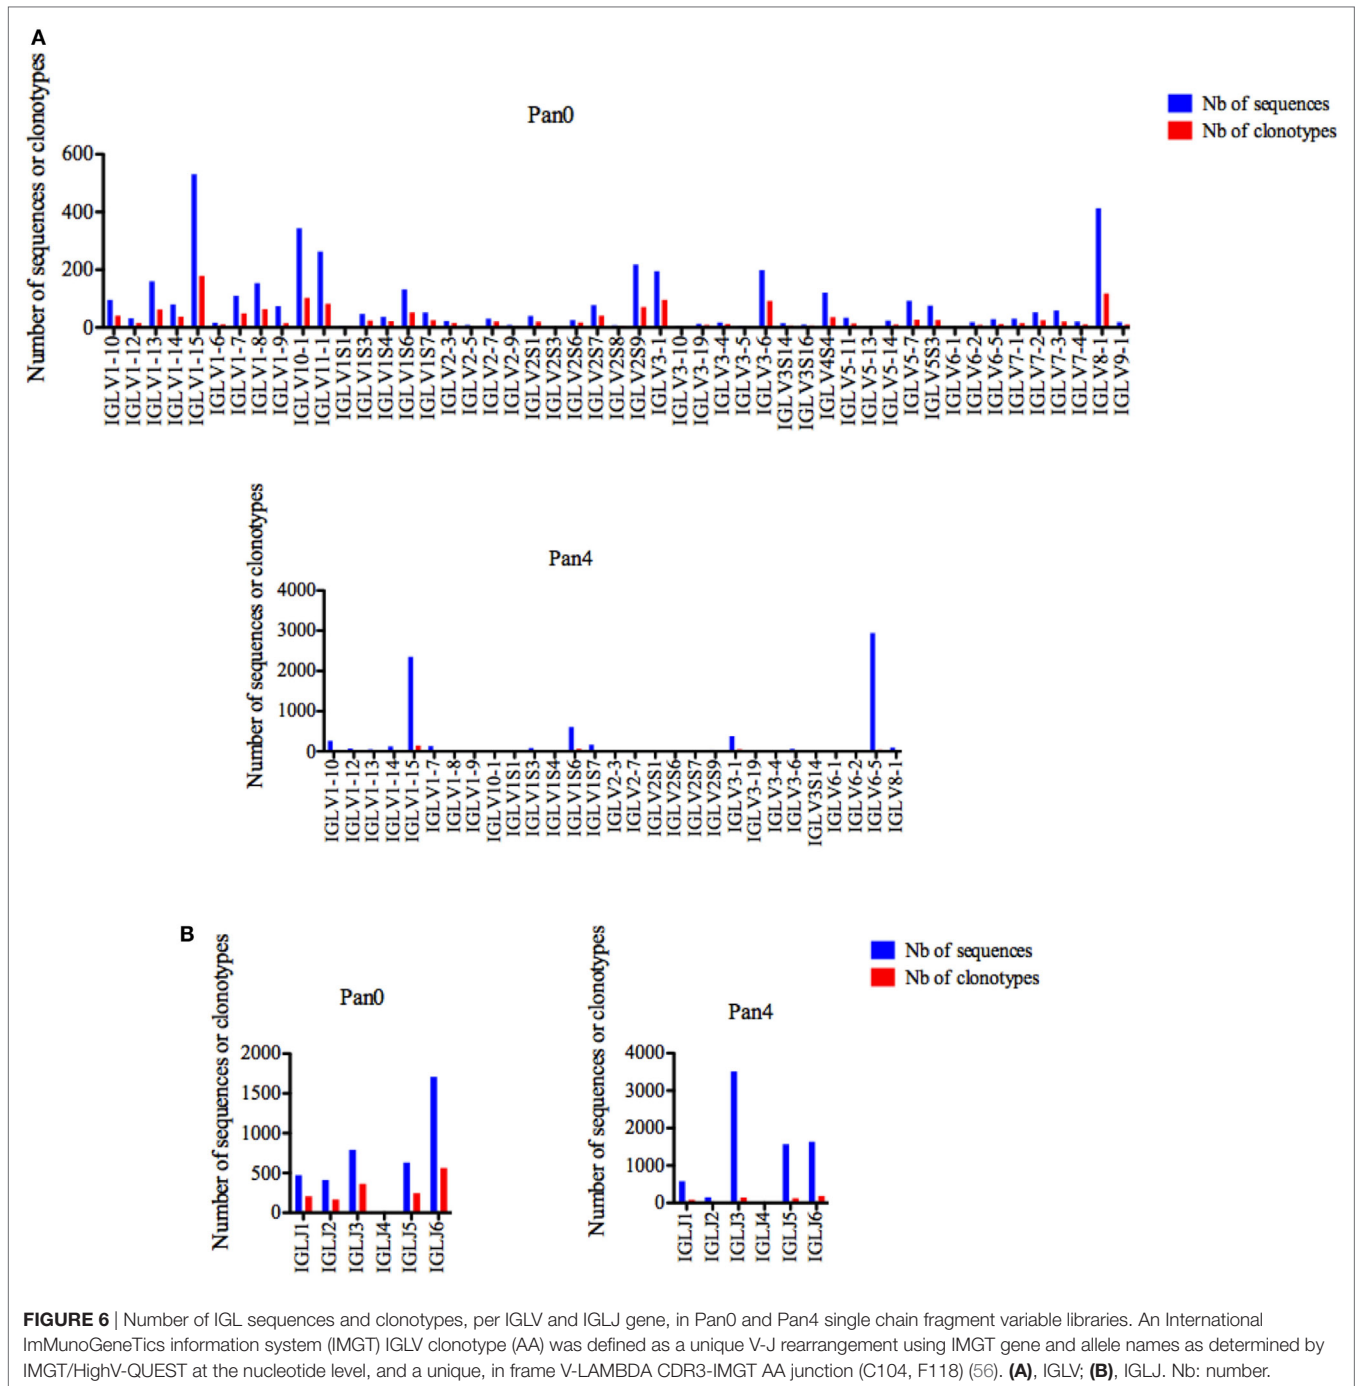 A
Pan0
Nb of sequences
Nb of clonotypes
Number of sequences or clonotypes
600
400
200
0
IGLV1-10
IGLV1-12
IGLV1-13
IGLV1-14
IGLV1-15
IGLV1-6
IGLV1-7
IGLV1-8
IGLV1-9
IGLV10-1
IGLV11-1
IGLV1S1
IGLV1S3
IGLV1S4
IGLV1S6
IGLV1S7
IGLV2-3
IGLV2-5
IGLV2-7
IGLV2-9
IGLV2S1
IGLV2S3
IGLV2S6
IGLV2S7
IGLV2S8
IGLV2S9
IGLV3-1
IGLV3-10
IGLV3-19
IGLV3-4
IGLV3-5
IGLV3-6
IGLV3S14
IGLV3S16
IGLV4S4
IGLV5-11
IGLV5-13
IGLV5-14
IGLV5-7
IGLV5S3
IGLV6-1
IGLV6-2
IGLV6-5
IGLV7-1
IGLV7-2
IGLV7-3
IGLV7-4
IGLV8-1
IGLV9-1
Pan4
Number of sequences or clonotypes
4000
3000
2000
1000
0
IGLV1-10
IGLV1-12
IGLV1-13
IGLV1-14
IGLV1-15
IGLV1-7
IGLV1-8
IGLV1-9
IGLV10-1
IGLV1S1
IGLV1S3
IGLV1S4
IGLV1S6
IGLV1S7
IGLV2-3
IGLV2-7
IGLV2S1
IGLV2S6
IGLV2S7
IGLV2S9
IGLV3-1
IGLV3-19
IGLV3-4
IGLV3-6
IGLV3S14
IGLV6-1
IGLV6-2
IGLV6-5
IGLV8-1
B
Pan0
Number of sequences or clonotypes
2000
1500
1000
500
0
IGLJ1
IGLJ2
IGLJ3
IGLJ4
IGLJ5
IGLJ6
Pan4
Nb of sequences
Nb of clonotypes
Number of sequences or clonotypes
4000
3000
2000
1000
0
IGLJ1
IGLJ2
IGLJ3
IGLJ4
IGLJ5
IGLJ6
FIGURE 6 | Number of IGL sequences and clonotypes, per IGLV and IGLJ gene, in Pan0 and Pan4 single chain fragment variable libraries. An International
ImMunoGeneTics information system (IMGT) IGLV clonotype (AA) was defined as a unique V-J rearrangement using IMGT gene and allele names as determined by
IMGT/HighV-QUEST at the nucleotide level, and a unique, in frame V-LAMBDA CDR3-IMGT AA junction (C104, F118) (56). (A), IGLV; (B), IGLJ. Nb: number.